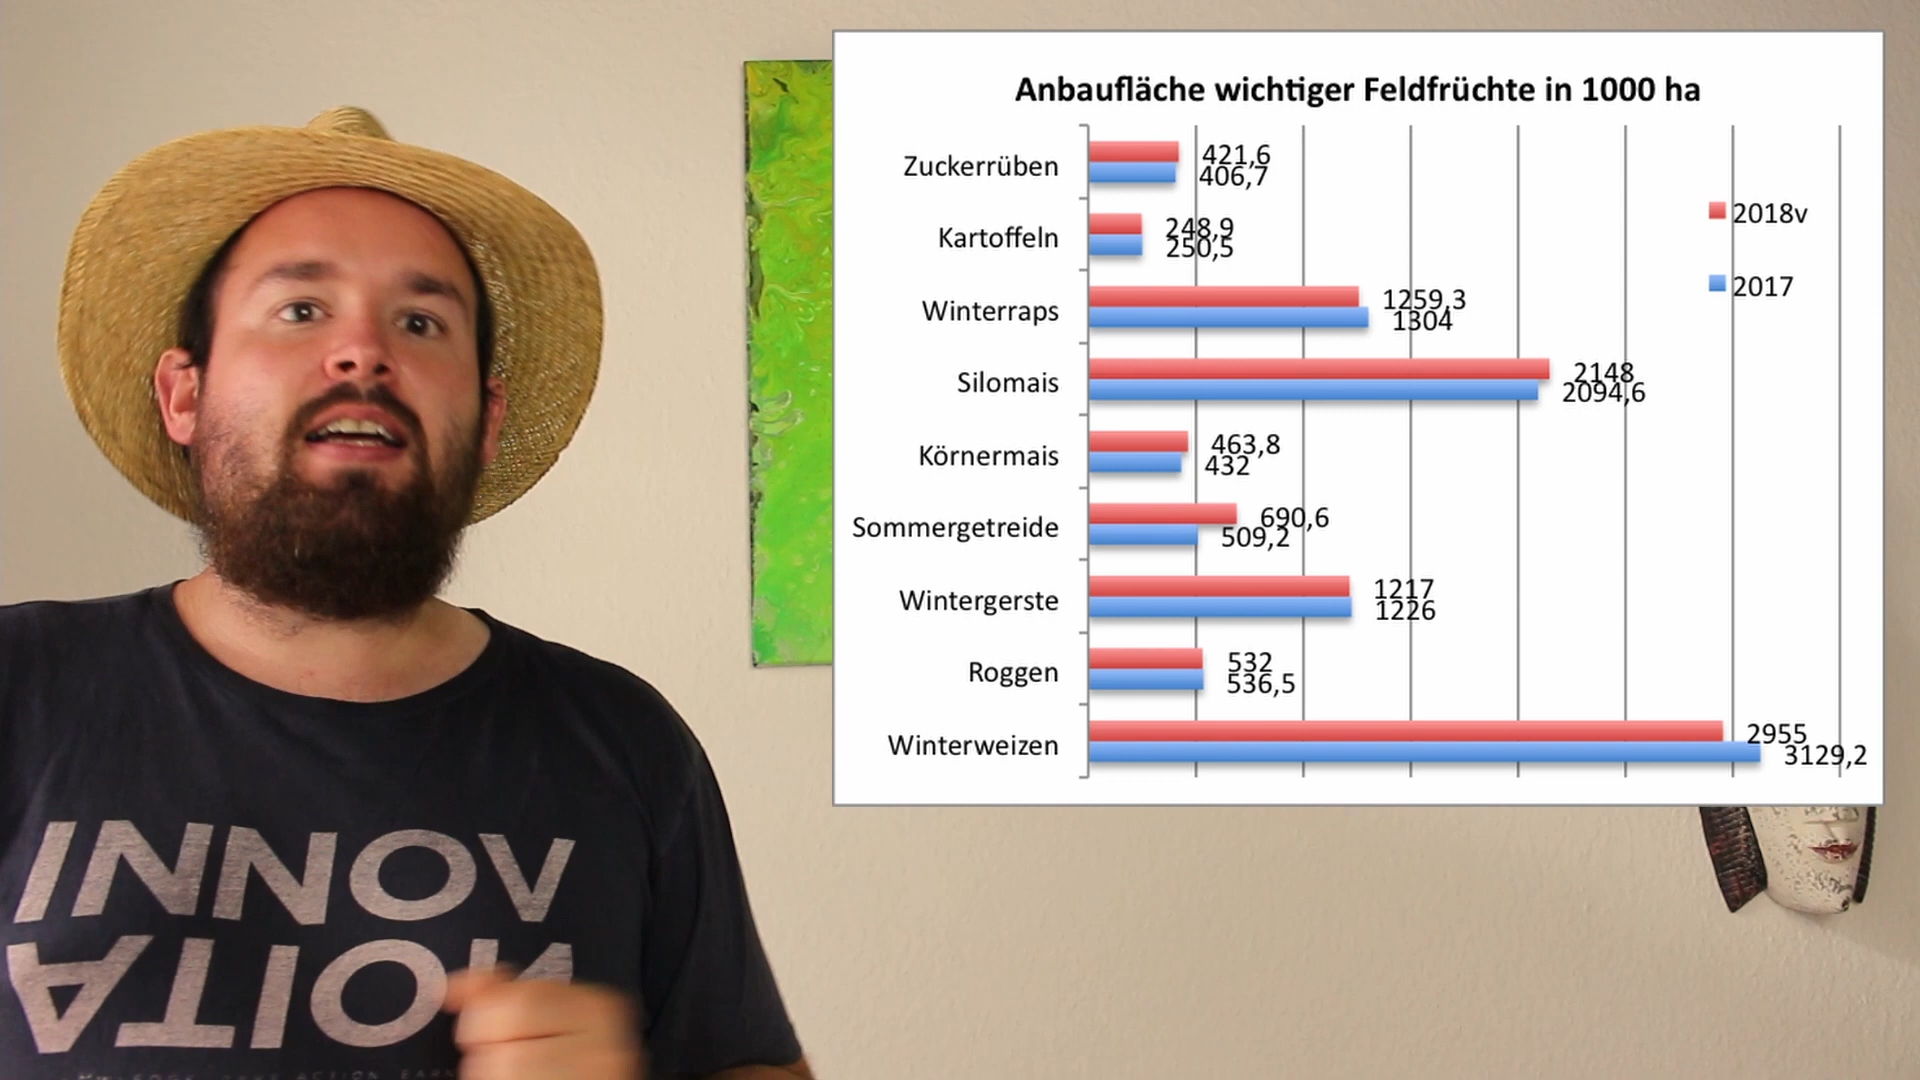 Anbaufläche wichtiger Feldfrüchte in 1000 ha
Zuckerrüben 421,6
406,7
Kartoffeln 248,9
250,5
Winterraps 1259,3
1304
Silomais 2148
2094,6
Körnermais 463,8
432
Sommergetreide 690,6
509,2
Wintergerste 1217
1226
Roggen 532
536,5
Winterweizen 2955
3129,2
2018v
2017
INNOV
ATION